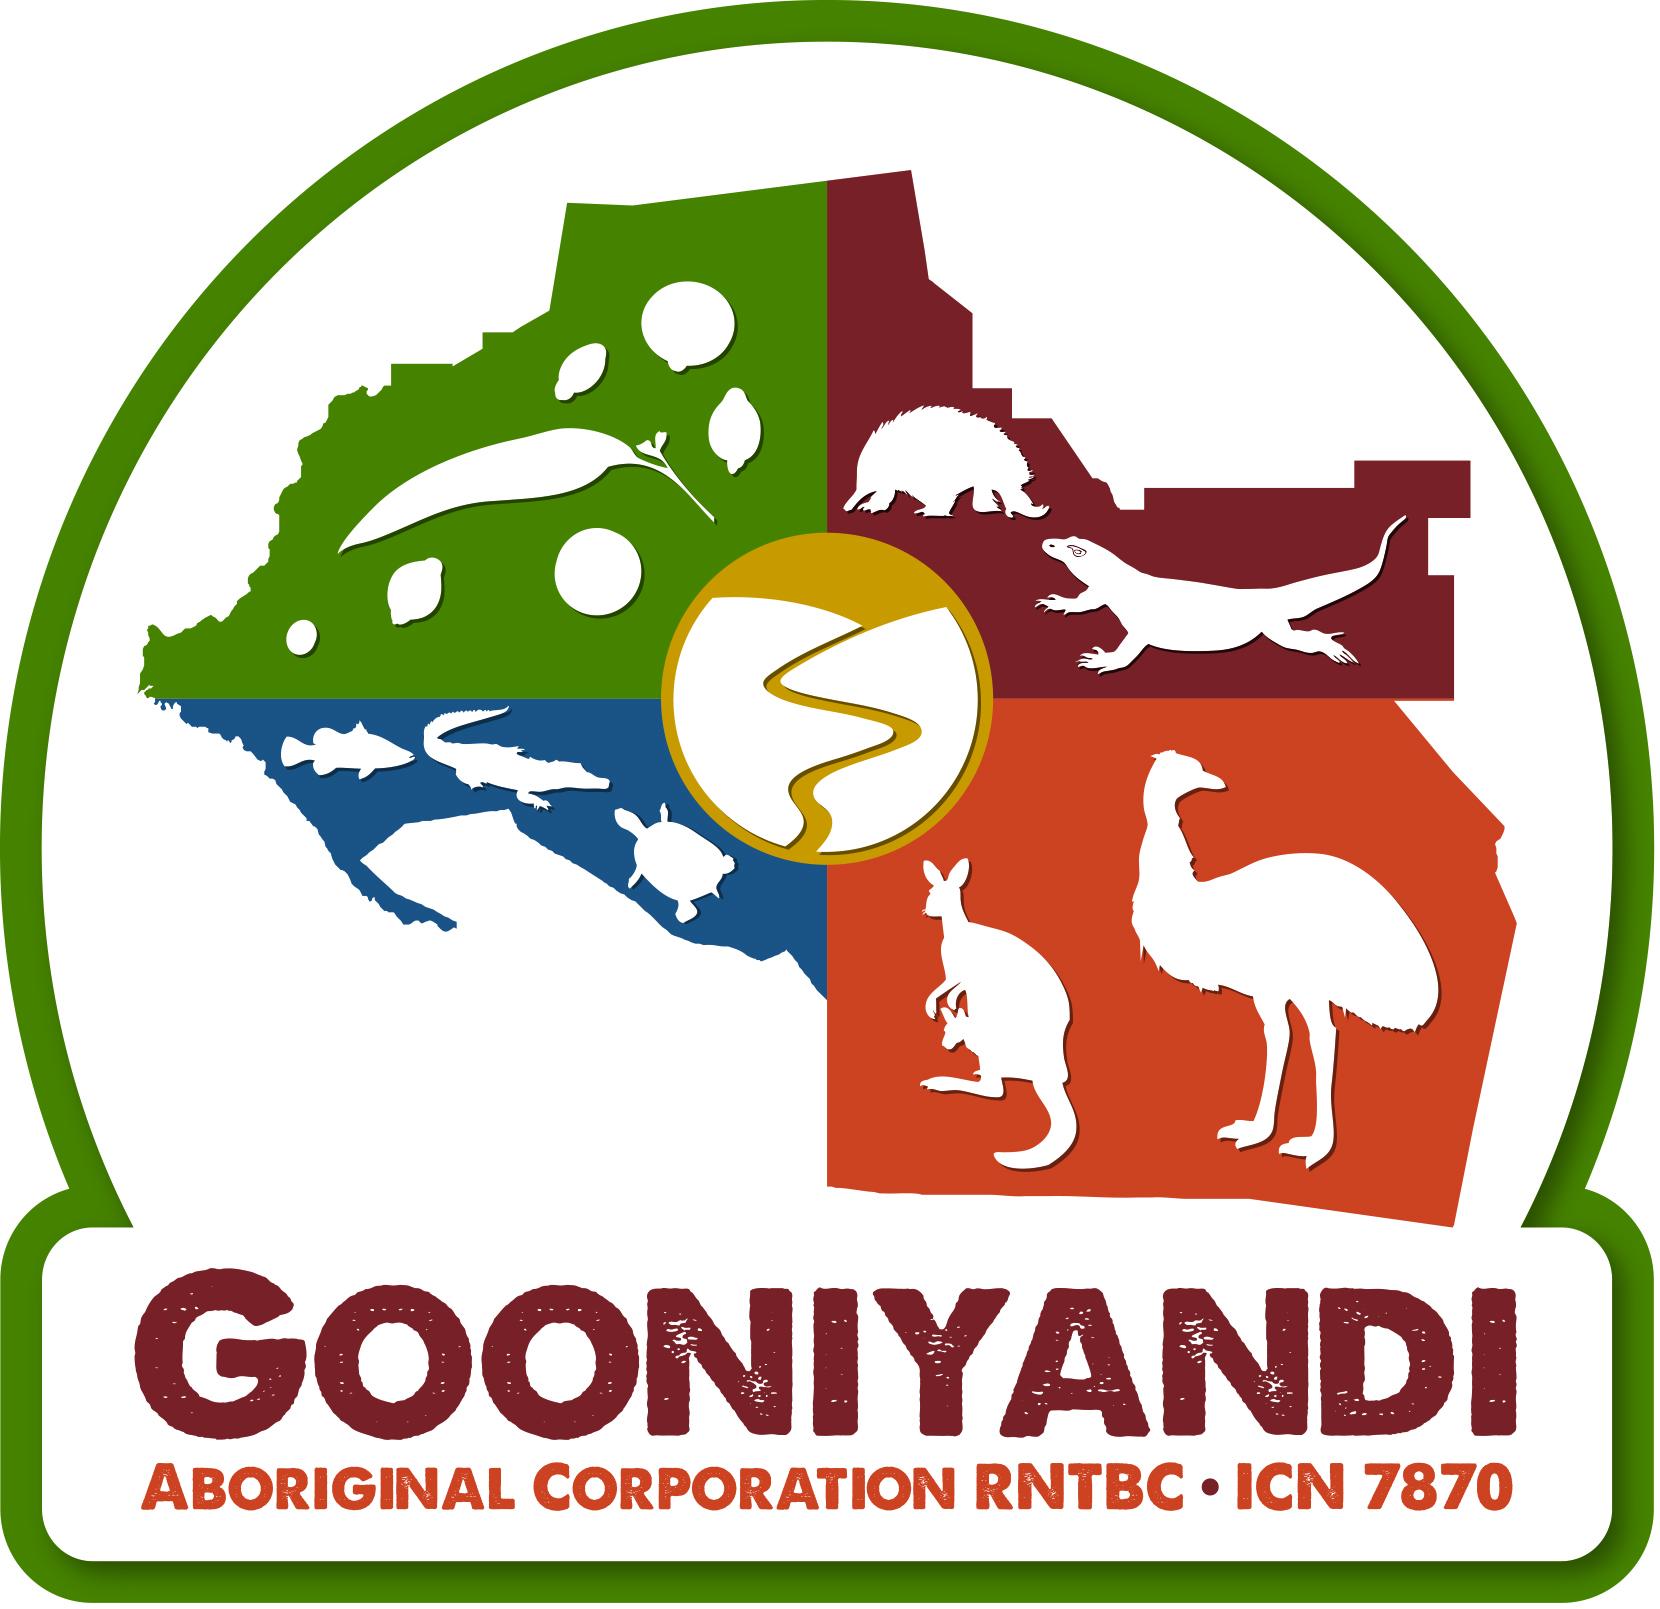 GOONIYANDI
ABORIGINAL CORPORATION RNTBC • ICN 7870